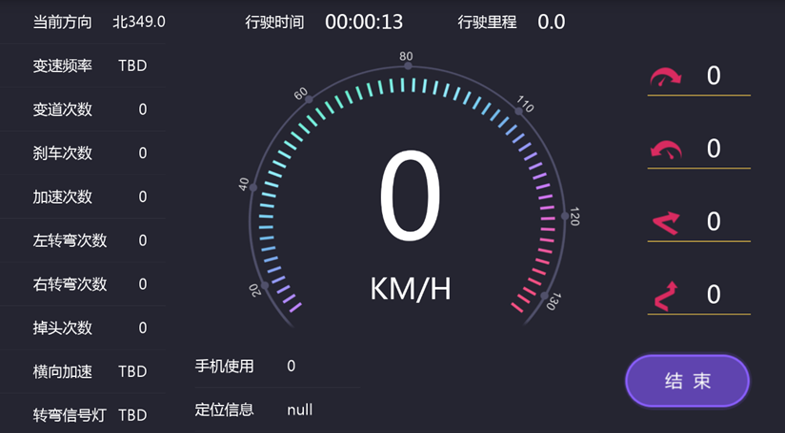 当前方向 北349.0
行驶时间 00:00:13
行驶里程 0.0
变速频率 TBD
变道次数 0
刹车次数 0
加速次数 0
左转弯次数 0
右转弯次数 0
掉头次数 0
横向加速 TBD
转弯信号灯 TBD
20
40
60
80
110
120
130
0
KM/H
手机使用 0
定位信息 null
0
0
0
0
结束